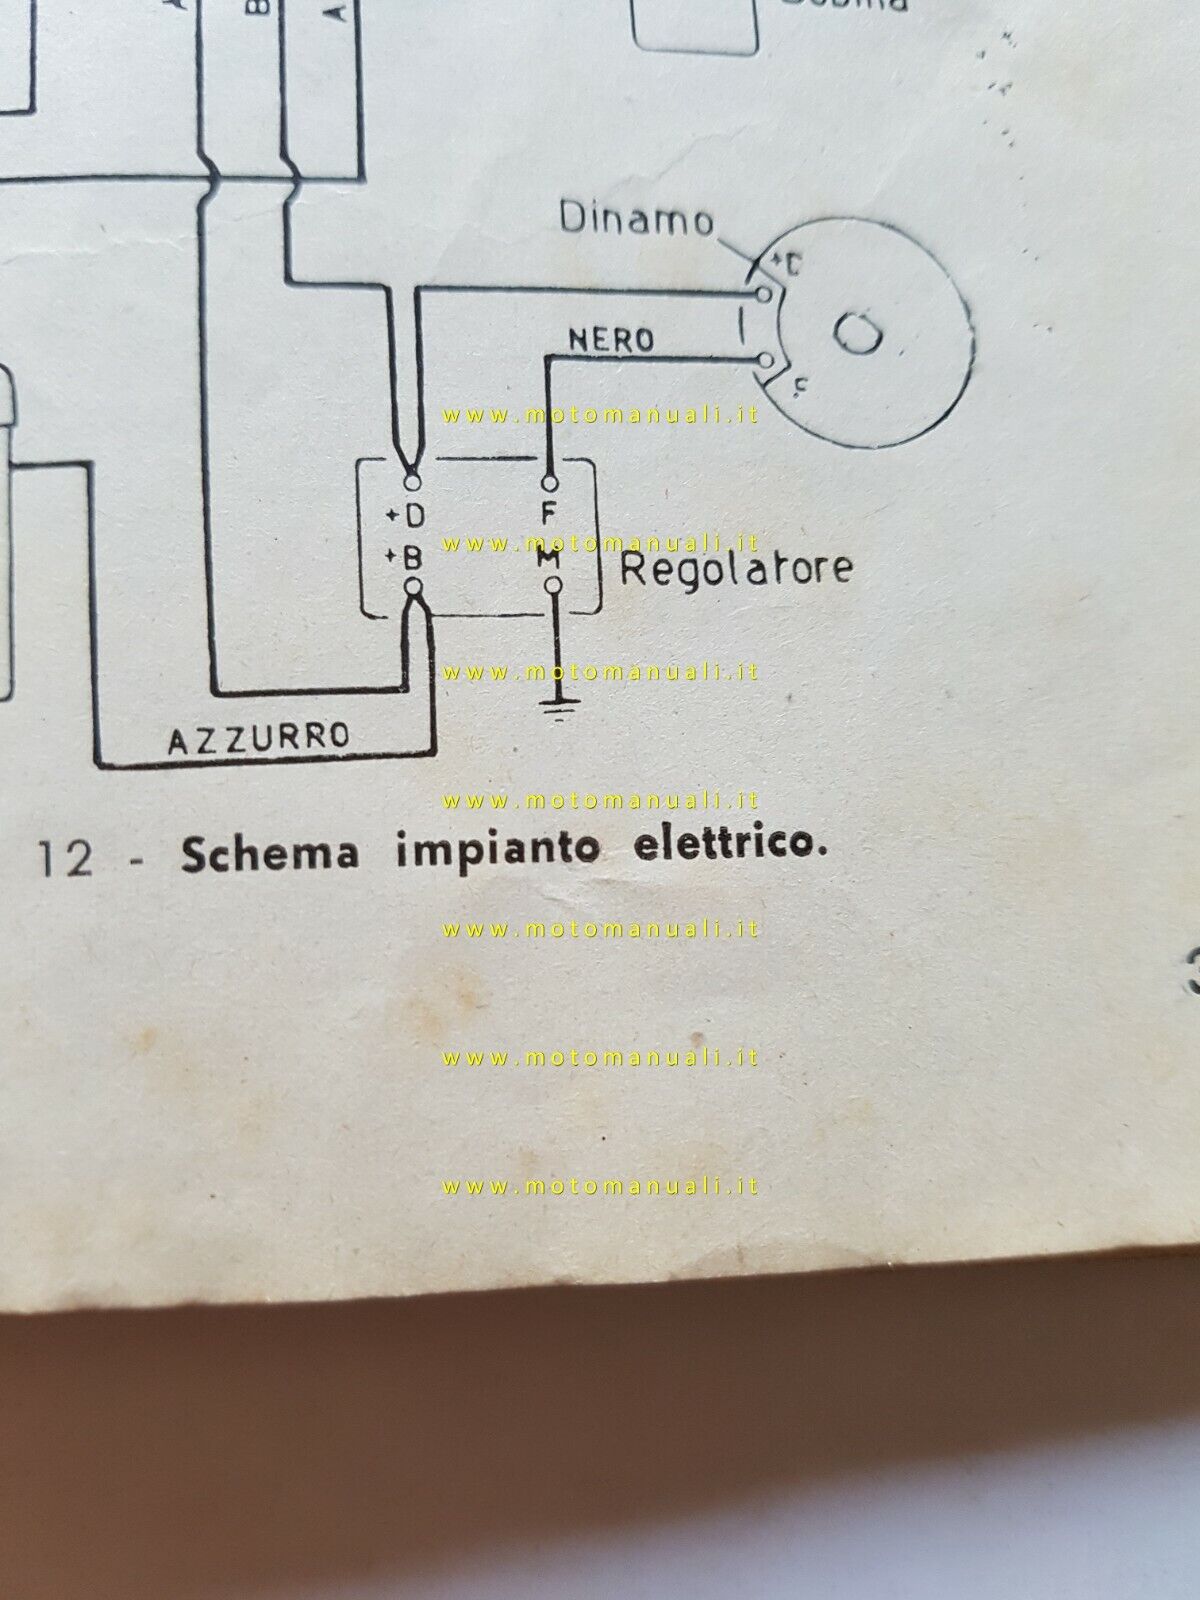 A
B
A
Dinamo
+D
NERO
+D
F
+B
M
Regolatore
AZZURRO
12 - Schema impianto elettrico.
www.motomanuali.it
www.motomanuali.it
www.motomanuali.it
www.motomanuali.it
www.motomanuali.it
www.motomanuali.it
www.motomanuali.it